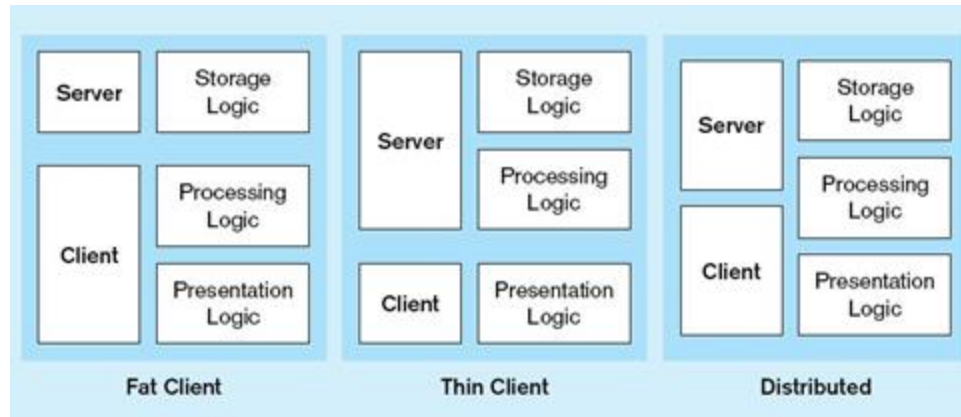 Server
Storage
Logic
Client
Processing
Logic
Presentation
Logic
Fat Client
Server
Storage
Logic
Processing
Logic
Client
Presentation
Logic
Thin Client
Server
Storage
Logic
Processing
Logic
Client
Presentation
Logic
Distributed